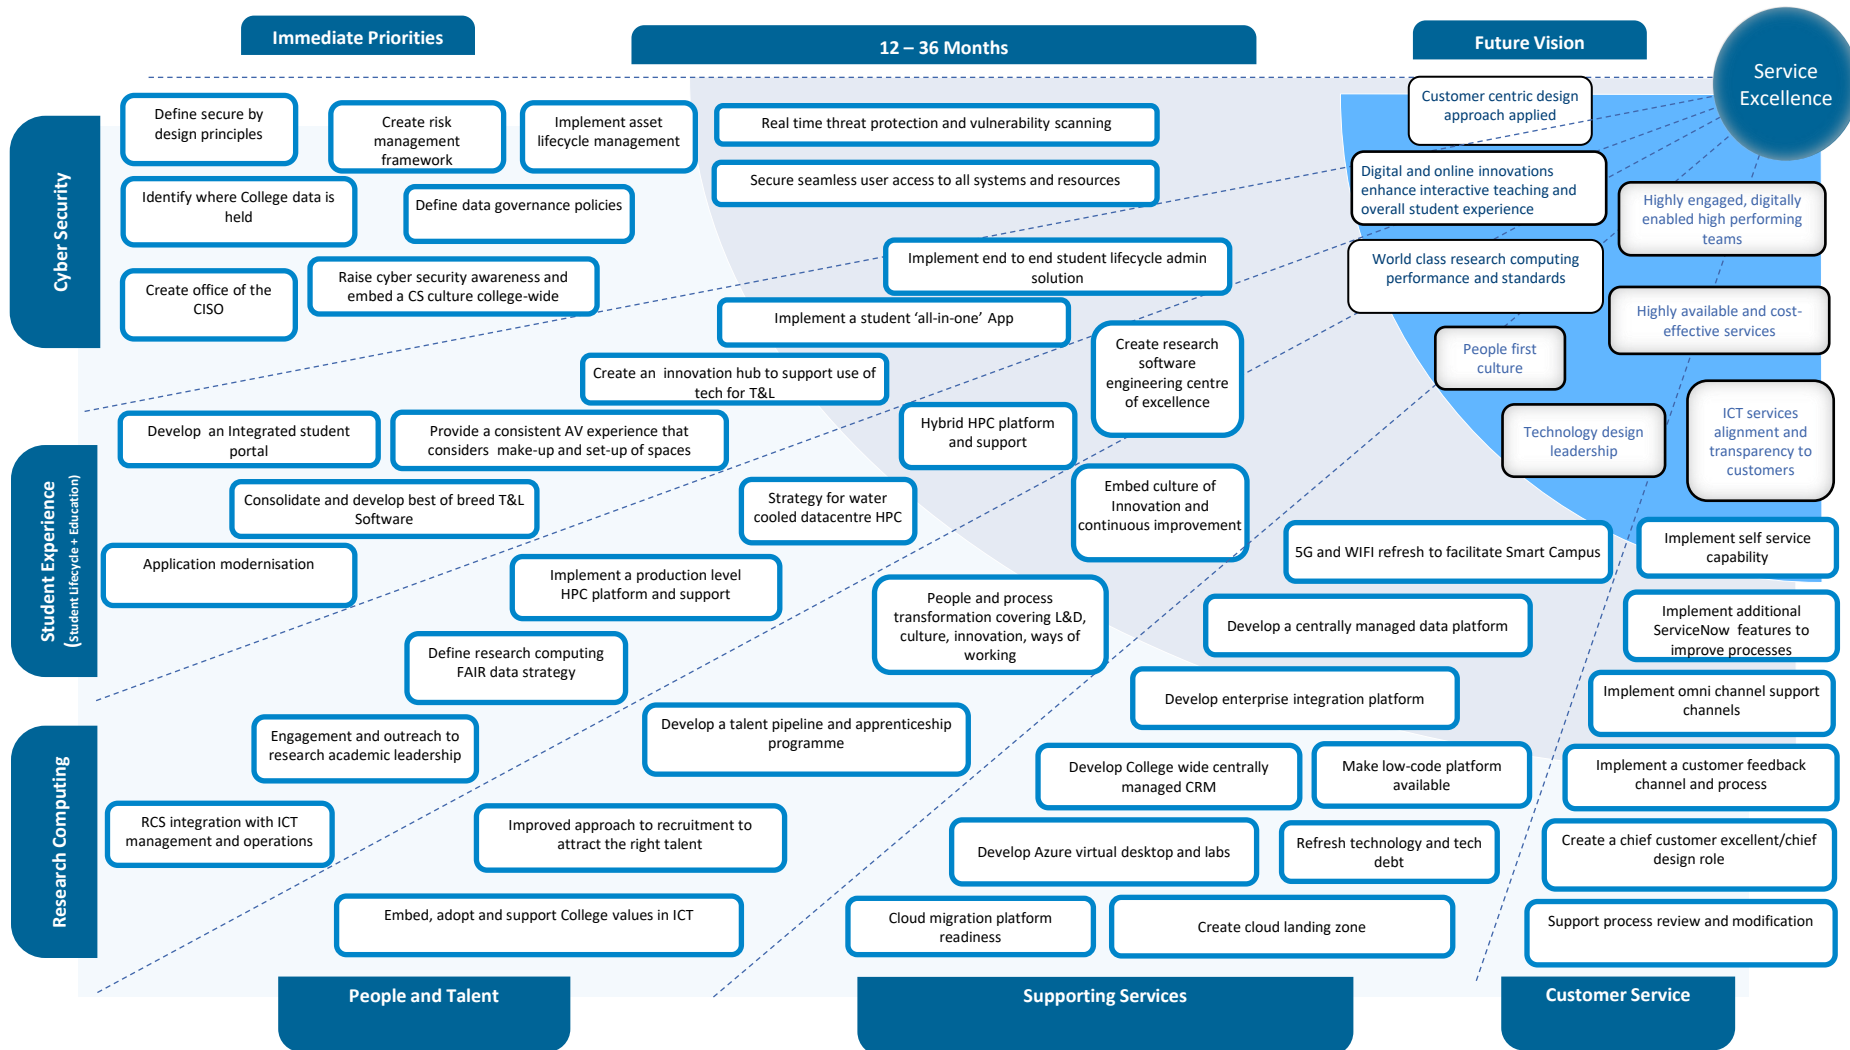 Immediate Priorities
12 – 36 Months
Future Vision
Service
Excellence
Cyber Security
Define secure by
design principles
Create risk
management
framework
Implement asset
lifecycle management
Real time threat protection and vulnerability scanning
Customer centric design
approach applied
Identify where College data is
held
Define data governance policies
Secure seamless user access to all systems and resources
Digital and online innovations
enhance interactive teaching and
overall student experience
Highly engaged, digitally
enabled high performing
teams
Create office of the
CISO
Raise cyber security awareness and
embed a CS culture college-wide
Implement end to end student lifecycle admin
solution
World class research computing
performance and standards
Implement a student ‘all-in-one’ App
Highly available and cost-
effective services
Create research
software
engineering centre
of excellence
People first
culture
Create an  innovation hub to support use of
tech for T&L
Student Experience
(Student Lifecycle + Education)
Develop  an Integrated student
portal
Provide a consistent AV experience that
considers  make-up and set-up of spaces
Hybrid HPC platform
and support
Technology design
leadership
ICT services
alignment and
transparency to
customers
Consolidate and develop best of breed T&L
Software
Strategy for water
cooled datacentre HPC
Embed culture of
Innovation and
continuous improvement
Application modernisation
Implement a production level
HPC platform and support
5G and WIFI refresh to facilitate Smart Campus
Implement self service
capability
People and process
transformation covering L&D,
culture, innovation, ways of
working
Develop a centrally managed data platform
Implement additional
ServiceNow  features to
improve processes
Define research computing
FAIR data strategy
Develop enterprise integration platform
Implement omni channel support
channels
Research Computing
Engagement and outreach to
research academic leadership
Develop a talent pipeline and apprenticeship
programme
Develop College wide centrally
managed CRM
Make low-code platform
available
Implement a customer feedback
channel and process
RCS integration with ICT
management and operations
Improved approach to recruitment to
attract the right talent
Develop Azure virtual desktop and labs
Refresh technology and tech
debt
Create a chief customer excellent/chief
design role
Embed, adopt and support College values in ICT
Cloud migration platform
readiness
Create cloud landing zone
Support process review and modification
People and Talent
Supporting Services
Customer Service